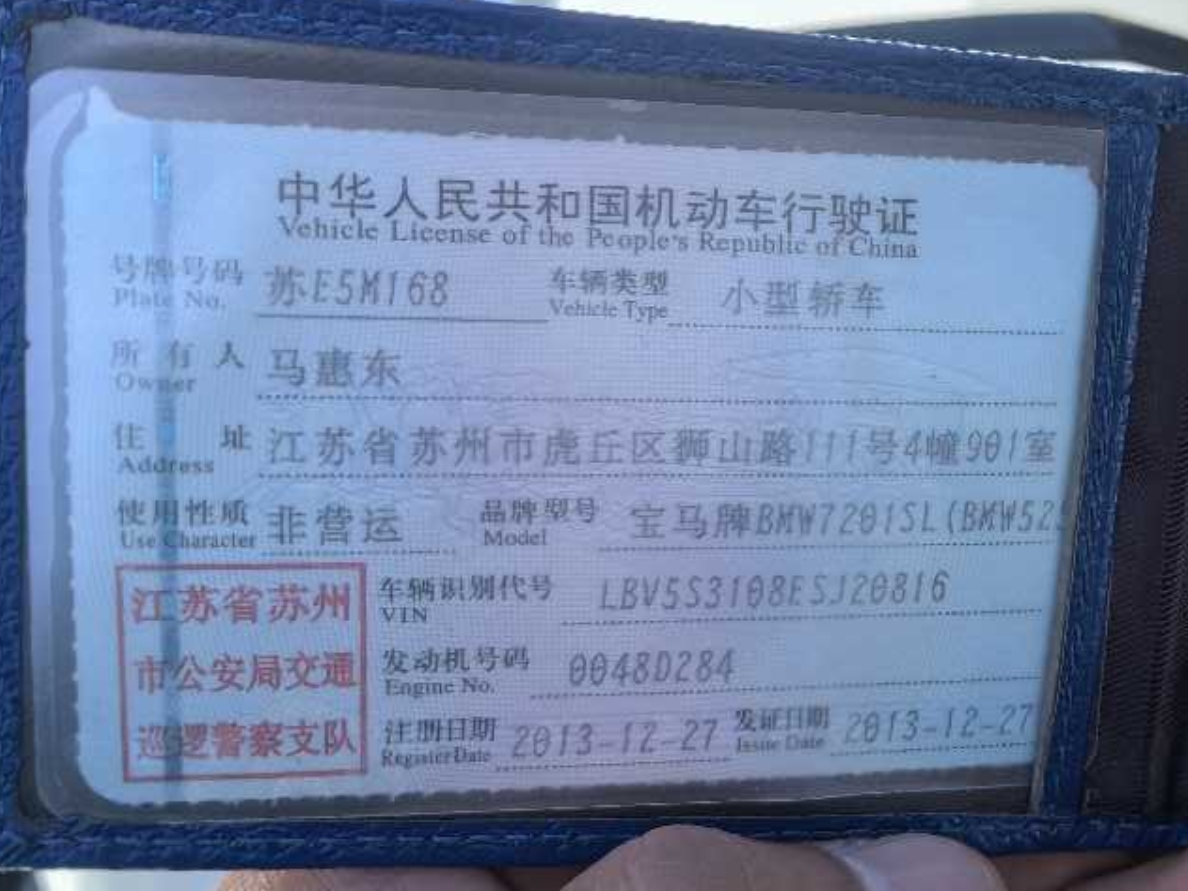 中华人民共和国机动车行驶证
Vehicle License of the People's Republic of China
号牌号码 苏E5M168 车辆类型 小型轿车
Plate No. Vehicle Type
所有人 马惠东
Owner
住址 江苏省苏州市虎丘区狮山路111号4幢901室
Address
使用性质 非营运 品牌型号 宝马牌BMW7201SL(BMW52
Use Character Model
江苏省苏州 车辆识别代号 LBV5S3108ESJ20816
VIN
市公安局交通 发动机号码 0048D284
Engine No.
巡逻警察支队 注册日期 2013-12-27 发证日期 2013-12-27
Register Date Issue Date